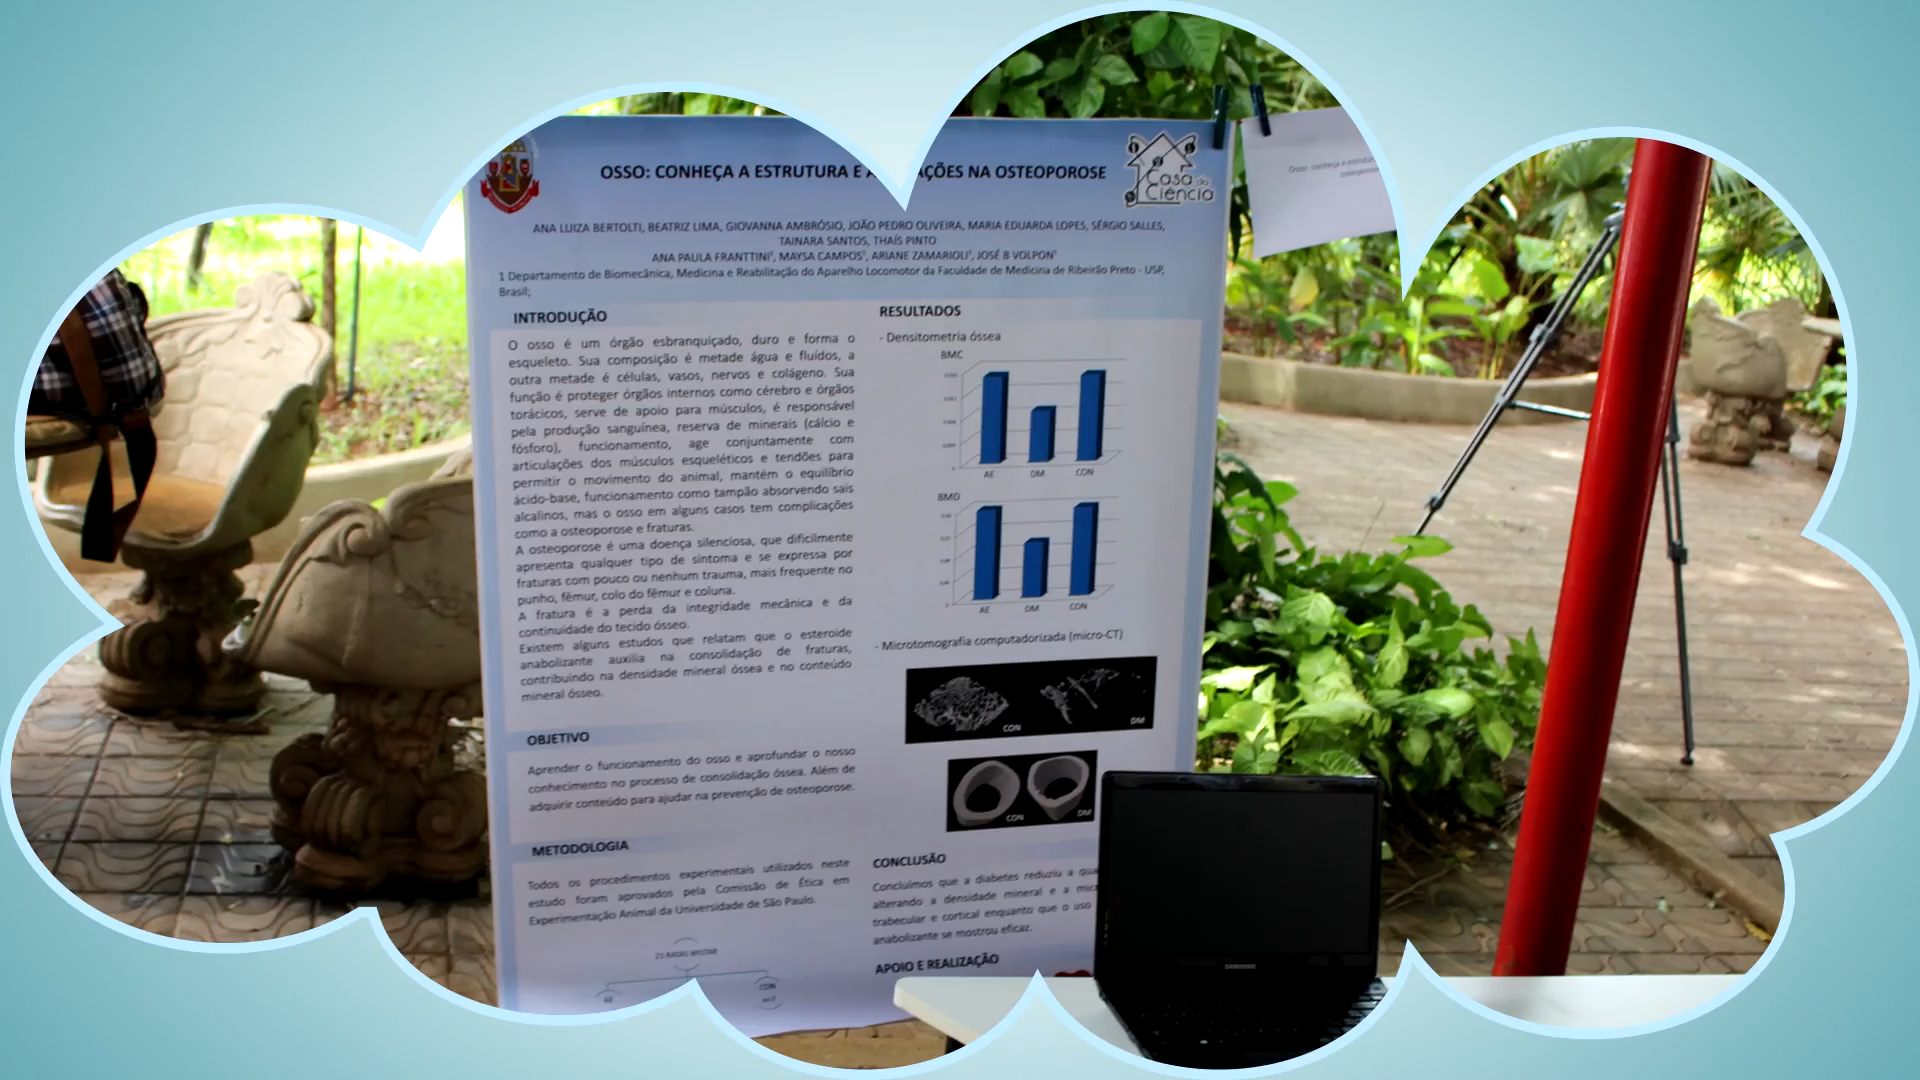 OSSO: CONHEÇA A ESTRUTURA E A AÇÕES NA OSTEOPOROSE
Casa da
Ciência
ANA LUIZA BERTOLTI, BEATRIZ LIMA, GIOVANNA AMBRÓSIO, JOÃO PEDRO OLIVEIRA, MARIA EDUARDA LOPES, SÉRGIO SALLES,
TAINARA SANTOS, THAÍS PINTO
ANA PAULA FRANTTINI¹, MAYSA CAMPOS¹, ARIANE ZAMARIOLI¹, JOSÉ B VOLPON¹
1 Departamento de Biomecânica, Medicina e Reabilitação do Aparelho Locomotor da Faculdade de Medicina de Ribeirão Preto - USP,
Brasil;
INTRODUÇÃO
O osso é um órgão esbranquiçado, duro e forma o
esqueleto. Sua composição é metade água e fluídos, a
outra metade é células, vasos, nervos e colágeno. Sua
função é proteger órgãos internos como cérebro e órgãos
torácicos, serve de apoio para músculos, é responsável
pela produção sanguínea, reserva de minerais (cálcio e
fósforo), funcionamento, age conjuntamente com
articulações dos músculos esqueléticos e tendões para
permitir o movimento do animal, mantém o equilíbrio
ácido-base, funcionamento como tampão absorvendo sais
alcalinos, mas o osso em alguns casos tem complicações
como a osteoporose e fraturas.
A osteoporose é uma doença silenciosa, que dificilmente
apresenta qualquer tipo de sintoma e se expressa por
fraturas com pouco ou nenhum trauma, mais frequente no
punho, fêmur, colo do fêmur e coluna.
A fratura é a perda da integridade mecânica e da
continuidade do tecido ósseo.
Existem alguns estudos que relatam que o esteroide
anabolizante auxilia na consolidação de fraturas,
contribuindo na densidade mineral óssea e no conteúdo
mineral ósseo.
OBJETIVO
Aprender o funcionamento do osso e aprofundar o nosso
conhecimento no processo de consolidação óssea. Além de
adquirir conteúdo para ajudar na prevenção de osteoporose.
METODOLOGIA
Todos os procedimentos experimentais utilizados neste
estudo foram aprovados pela Comissão de Ética em
Experimentação Animal da Universidade de São Paulo.
21 RATAS WISTAR
AE
CON
n=7
RESULTADOS
- Densitometria óssea
BMC
AE DM CON
BMD
AE DM CON
- Microtomografia computadorizada (micro-CT)
CON DM
CON DM
CONCLUSÃO
Concluímos que a diabetes reduziu a qua
alterando a densidade mineral e a mic
trabecular e cortical enquanto que o uso
anabolizante se mostrou eficaz.
APOIO E REALIZAÇÃO
SAMSUNG